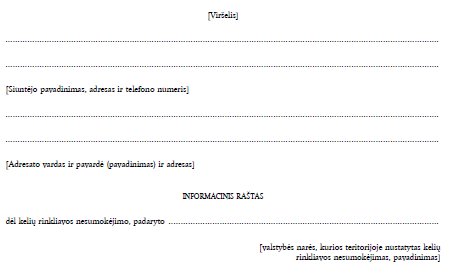 [Viršelis]
................................................................................
................................................................................
[Siuntėjo pavadinimas, adresas ir telefono numeris]
................................................................................
................................................................................
[Adresato vardas ir pavardė (pavadinimas) ir adresas]
INFORMACINIS RAŠTAS
dėl kelių rinkliavos nesumokėjimo, padaryto ................................................................................
[valstybės narės, kurios teritorijoje nustatytas kelių
rinkliavos nesumokėjimas, pavadinimas]